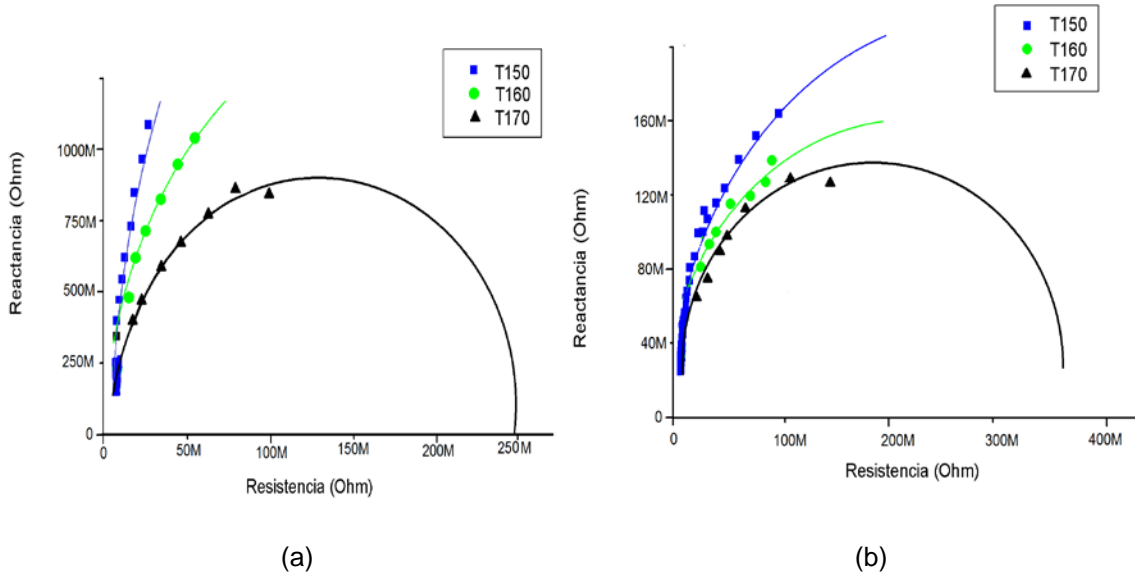 T150
T160
T170
Reactancia (Ohm)
1000M
750M
500M
250M
0
0
50M
100M
150M
200M
250M
Resistencia (Ohm)
(a)
T150
T160
T170
Reactancia (Ohm)
160M
120M
80M
40M
0
0
100M
200M
300M
400M
Resistencia (Ohm)
(b)